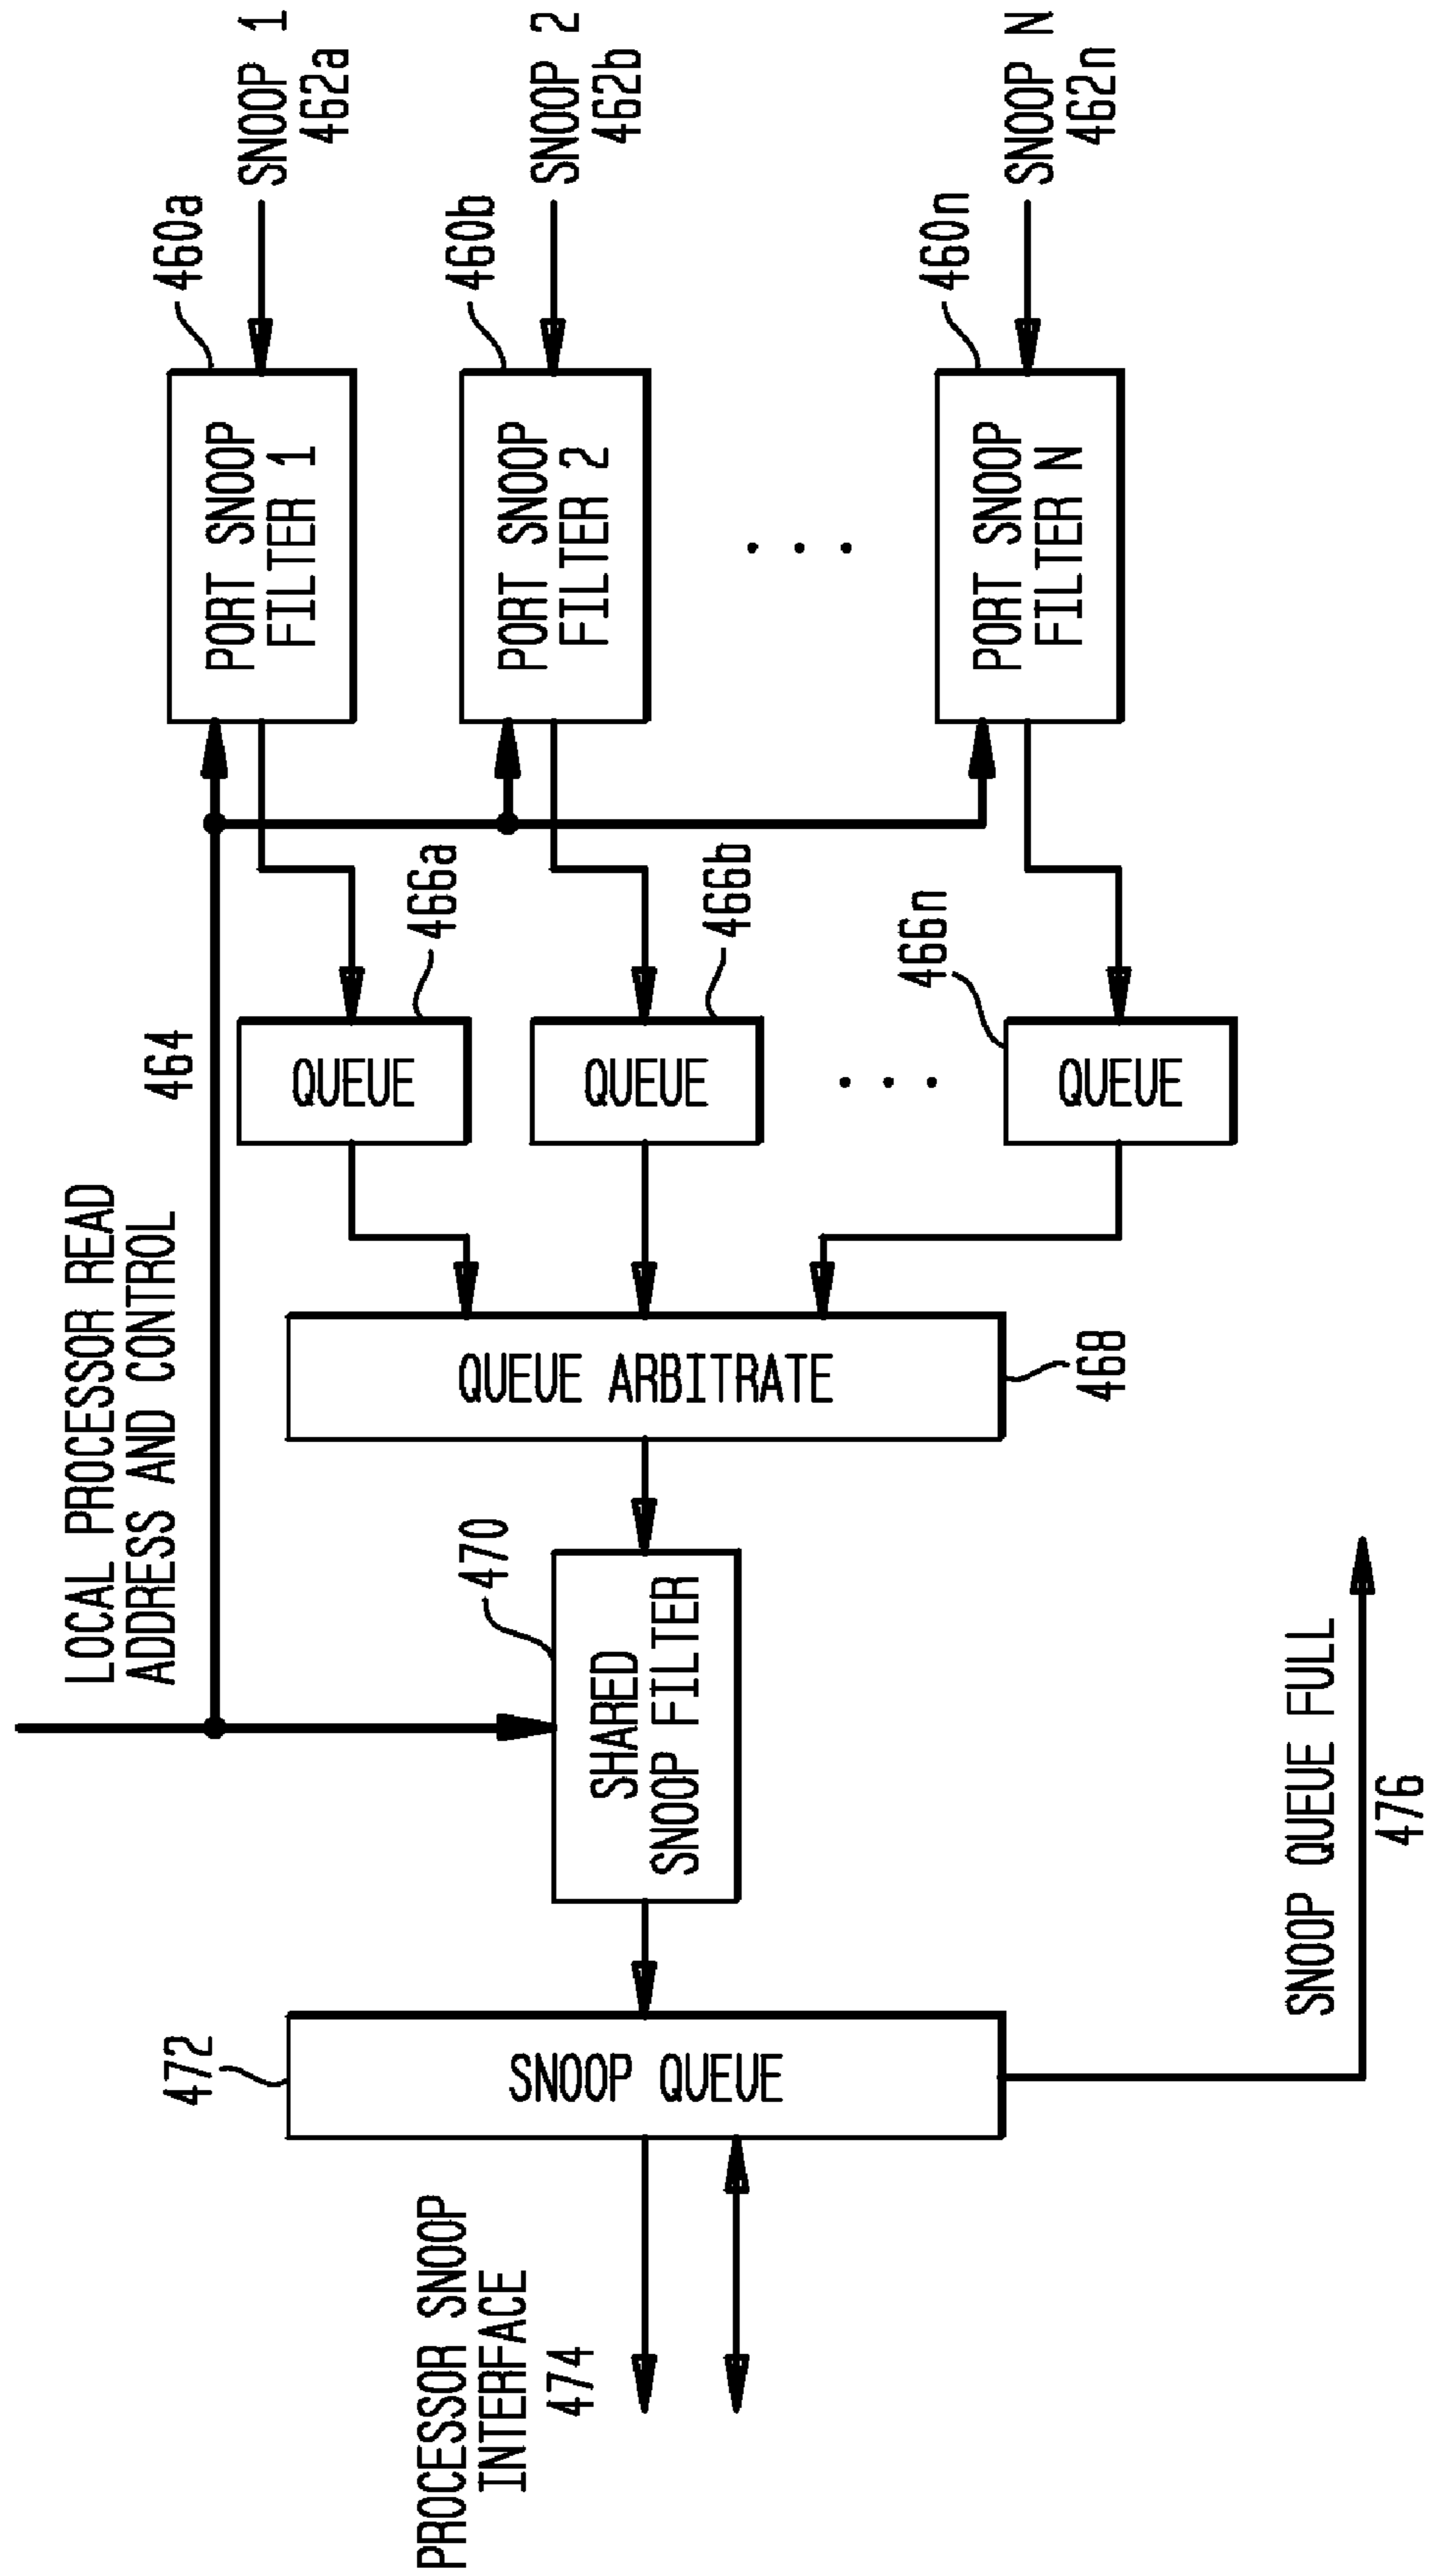 LOCAL PROCESSOR READ
ADDRESS AND CONTROL
464
460a
SNOOP 1
462a
PORT SNOOP
FILTER 1
466a
QUEUE
460b
SNOOP 2
462b
PORT SNOOP
FILTER 2
466b
QUEUE
. . .
. . .
460n
SNOOP N
462n
PORT SNOOP
FILTER N
466n
QUEUE
QUEUE ARBITRATE
468
470
SHARED
SNOOP FILTER
472
SNOOP QUEUE
PROCESSOR SNOOP
INTERFACE
474
SNOOP QUEUE FULL
476